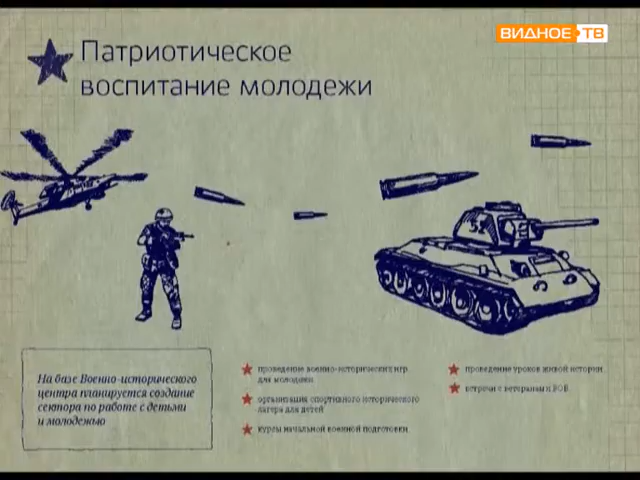 ВИДНОЕ ТВ
Патриотическое
воспитание молодежи
На базе Военно-исторического
центра планируется создание
сектора по работе с детьми
и молодежью
проведение военно-исторических игр
для молодежи
организация спортивного исторического
лагеря для детей
курсы начальной военной подготовки
проведение уроков живой истории
встречи с ветеранами ВОВ